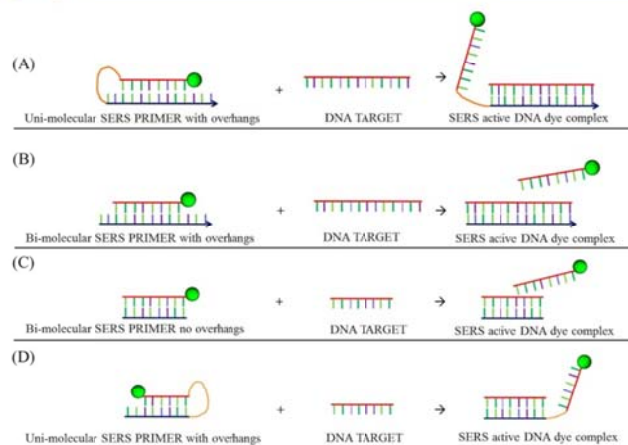 (A)
+
→
Uni-molecular SERS PRIMER with overhangs DNA TARGET SERS active DNA dye complex
(B)
+
→
Bi-molecular SERS PRIMER with overhangs DNA TARGET SERS active DNA dye complex
(C)
+
→
Bi-molecular SERS PRIMER no overhangs DNA TARGET SERS active DNA dye complex
(D)
+
→
Uni-molecular SERS PRIMER with overhangs DNA TARGET SERS active DNA dye complex